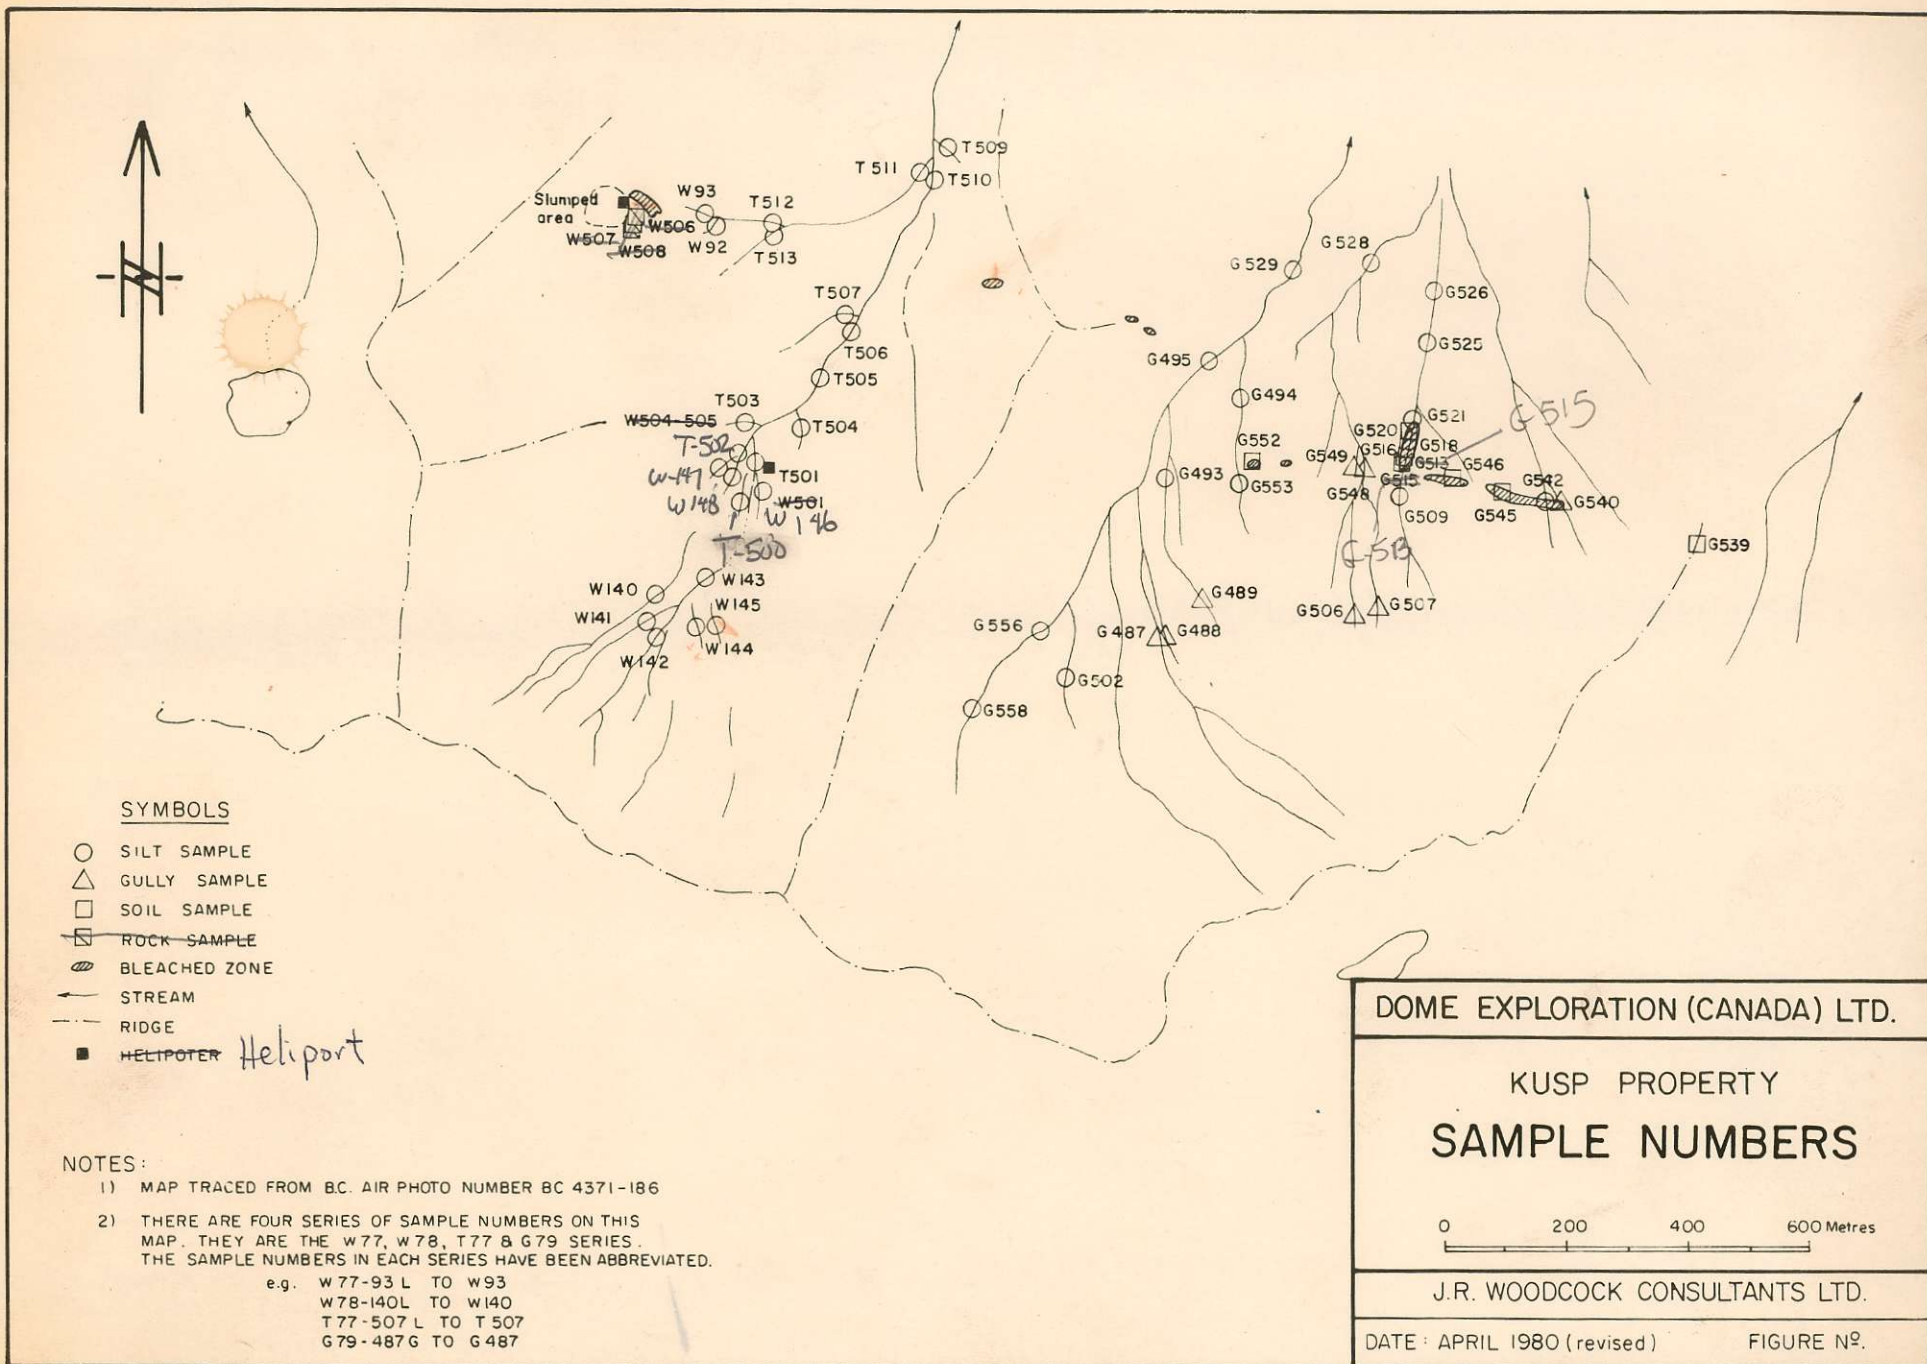 T509
T 511
T510
Slumped
area
W93
T512
W506
W507
W508
W92
T513
G 528
G 529
T507
G526
T506
G525
G495
T505
G494
T503
W504-505
T504
G521
G-515
T-502
G552
G520
G518
G549
G516
G513
G546
W-147
T501
G493
G553
G548
G515
G542
W148
W501
W 146
G509
G545
G540
T-500
G-513
G539
W140
W143
G489
W145
G506
G507
W141
G556
G487
G488
W142
W144
G502
G558
SYMBOLS
SILT SAMPLE
GULLY SAMPLE
SOIL SAMPLE
ROCK SAMPLE
BLEACHED ZONE
STREAM
RIDGE
HELIPOTER Heliport
NOTES:
1) MAP TRACED FROM B.C. AIR PHOTO NUMBER BC 4371-186
2) THERE ARE FOUR SERIES OF SAMPLE NUMBERS ON THIS
MAP. THEY ARE THE W77, W78, T77 & G79 SERIES.
THE SAMPLE NUMBERS IN EACH SERIES HAVE BEEN ABBREVIATED.
e.g. W77-93 L TO W93
W78-140L TO W140
T77-507 L TO T507
G79-487G TO G487
DOME EXPLORATION (CANADA) LTD.
KUSP PROPERTY
SAMPLE NUMBERS
0 200 400 600 Metres
J.R. WOODCOCK CONSULTANTS LTD.
DATE: APRIL 1980 (revised) FIGURE Nº.